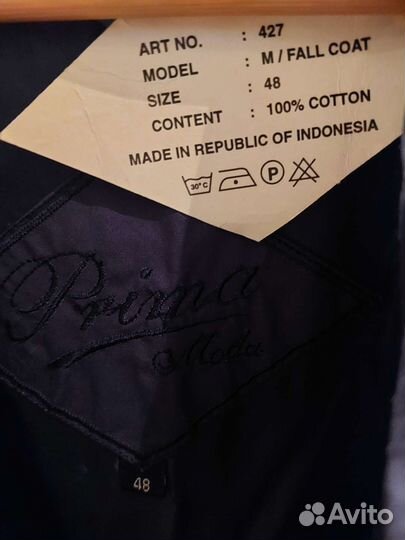 ART NO. : 427
MODEL : M / FALL COAT
SIZE : 48
CONTENT : 100% COTTON
MADE IN REPUBLIC OF INDONESIA
30°C P
Prima
Moda
48
Avito